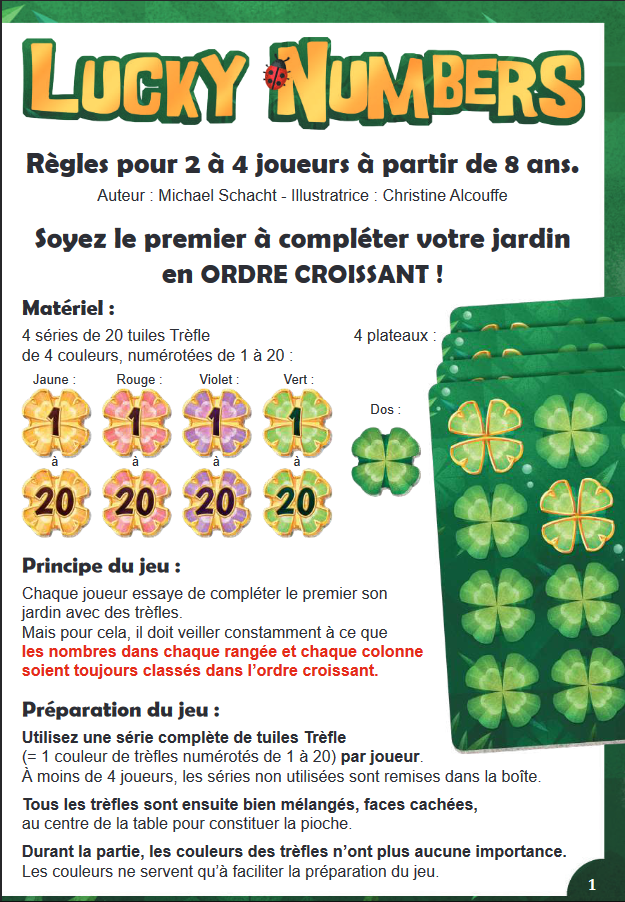 LUCKY NUMBERS
Règles pour 2 à 4 joueurs à partir de 8 ans.
Auteur : Michael Schacht - Illustratrice : Christine Alcouffe
Soyez le premier à compléter votre jardin
en ORDRE CROISSANT !
Matériel :
4 séries de 20 tuiles Trèfle
de 4 couleurs, numérotées de 1 à 20 :
Jaune : Rouge : Violet : Vert :
1 1 1 1
à à à à
20 20 20 20
Dos :
4 plateaux :
Principe du jeu :
Chaque joueur essaye de compléter le premier son
jardin avec des trèfles.
Mais pour cela, il doit veiller constamment à ce que
les nombres dans chaque rangée et chaque colonne
soient toujours classés dans l’ordre croissant.
Préparation du jeu :
Utilisez une série complète de tuiles Trèfle
(= 1 couleur de trèfles numérotés de 1 à 20) par joueur.
À moins de 4 joueurs, les séries non utilisées sont remises dans la boîte.
Tous les trèfles sont ensuite bien mélangés, faces cachées,
au centre de la table pour constituer la pioche.
Durant la partie, les couleurs des trèfles n’ont plus aucune importance.
Les couleurs ne servent qu’à faciliter la préparation du jeu.
1